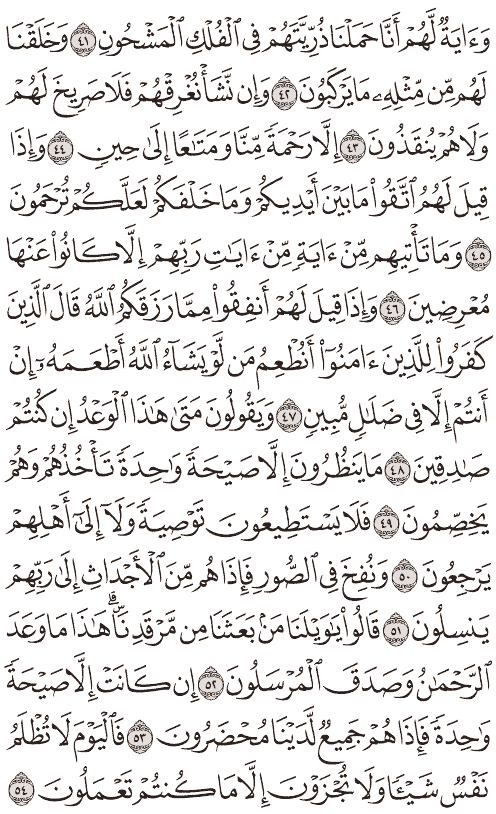 وَءَايَةٌ لَّهُمْ أَنَّا حَمَلْنَا ذُرِّيَّتَهُمْ فِي ٱلْفُلْكِ ٱلْمَشْحُونِ ٤١ وَخَلَقْنَا
لَهُم مِّن مِّثْلِهِۦ مَا يَرْكَبُونَ ٤٢ وَإِن نَّشَأْ نُغْرِقْهُمْ فَلَا صَرِيخَ لَهُمْ
وَلَا هُمْ يُنقَذُونَ ٤٣ إِلَّا رَحْمَةً مِّنَّا وَمَتَٰعًا إِلَىٰ حِينٍ ٤٤ وَإِذَا
قِيلَ لَهُمُ ٱتَّقُوا۟ مَا بَيْنَ أَيْدِيكُمْ وَمَا خَلْفَكُمْ لَعَلَّكُمْ تُرْحَمُونَ
٤٥ وَمَا تَأْتِيهِم مِّنْ ءَايَةٍ مِّنْ ءَايَٰتِ رَبِّهِمْ إِلَّا كَانُوا۟ عَنْهَا
مُعْرِضِينَ ٤٦ وَإِذَا قِيلَ لَهُمْ أَنفِقُوا۟ مِمَّا رَزَقَكُمُ ٱللَّهُ قَالَ ٱلَّذِينَ
كَفَرُوا۟ لِلَّذِينَ ءَامَنُوٓا۟ أَنُطْعِمُ مَن لَّوْ يَشَآءُ ٱللَّهُ أَطْعَمَهُۥٓ إِنْ
أَنتُمْ إِلَّا فِي ضَلَٰلٍ مُّبِينٍ ٤٧ وَيَقُولُونَ مَتَىٰ هَٰذَا ٱلْوَعْدُ إِن كُنتُمْ
صَٰدِقِينَ ٤٨ مَا يَنظُرُونَ إِلَّا صَيْحَةً وَٰحِدَةً تَأْخُذُهُمْ وَهُمْ
يَخِصِّمُونَ ٤٩ فَلَا يَسْتَطِيعُونَ تَوْصِيَةً وَلَآ إِلَىٰٓ أَهْلِهِمْ
يَرْجِعُونَ ٥٠ وَنُفِخَ فِي ٱلصُّورِ فَإِذَا هُم مِّنَ ٱلْأَجْدَاثِ إِلَىٰ رَبِّهِمْ
يَنسِلُونَ ٥١ قَالُوا۟ يَٰوَيْلَنَا مَنۢ بَعَثَنَا مِن مَّرْقَدِنَا ۜ ۗ هَٰذَا مَا وَعَدَ
ٱلرَّحْمَٰنُ وَصَدَقَ ٱلْمُرْسَلُونَ ٥٢ إِن كَانَتْ إِلَّا صَيْحَةً
وَٰحِدَةً فَإِذَا هُمْ جَمِيعٌ لَّدَيْنَا مُحْضَرُونَ ٥٣ فَٱلْيَوْمَ لَا تُظْلَمُ
نَفْسٌ شَيْـًٔا وَلَا تُجْزَوْنَ إِلَّا مَا كُنتُمْ تَعْمَلُونَ ٥٤